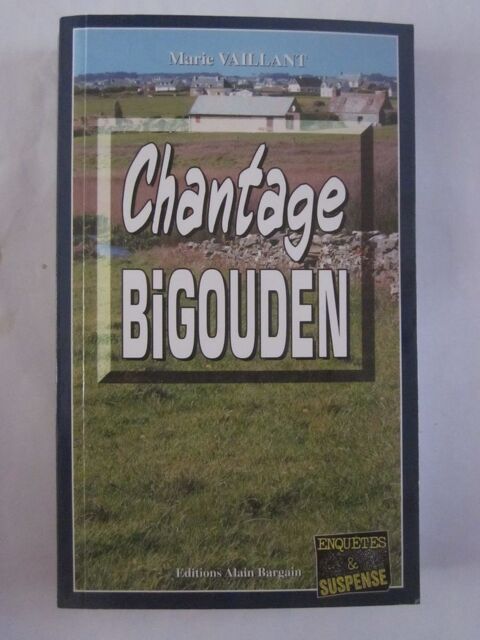 Marie VAILLANT
Chantage
BiGOUDEN
Editions Alain Bargain
ENQUETES
&
SUSPENSE